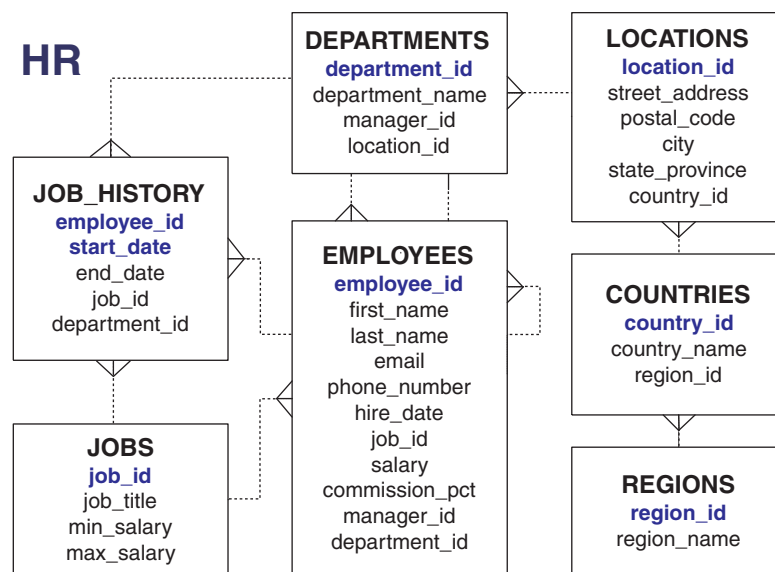 HR
DEPARTMENTS
department_id
department_name
manager_id
location_id
LOCATIONS
location_id
street_address
postal_code
city
state_province
country_id
JOB_HISTORY
employee_id
start_date
end_date
job_id
department_id
EMPLOYEES
employee_id
first_name
last_name
email
phone_number
hire_date
job_id
salary
commission_pct
manager_id
department_id
COUNTRIES
country_id
country_name
region_id
JOBS
job_id
job_title
min_salary
max_salary
REGIONS
region_id
region_name